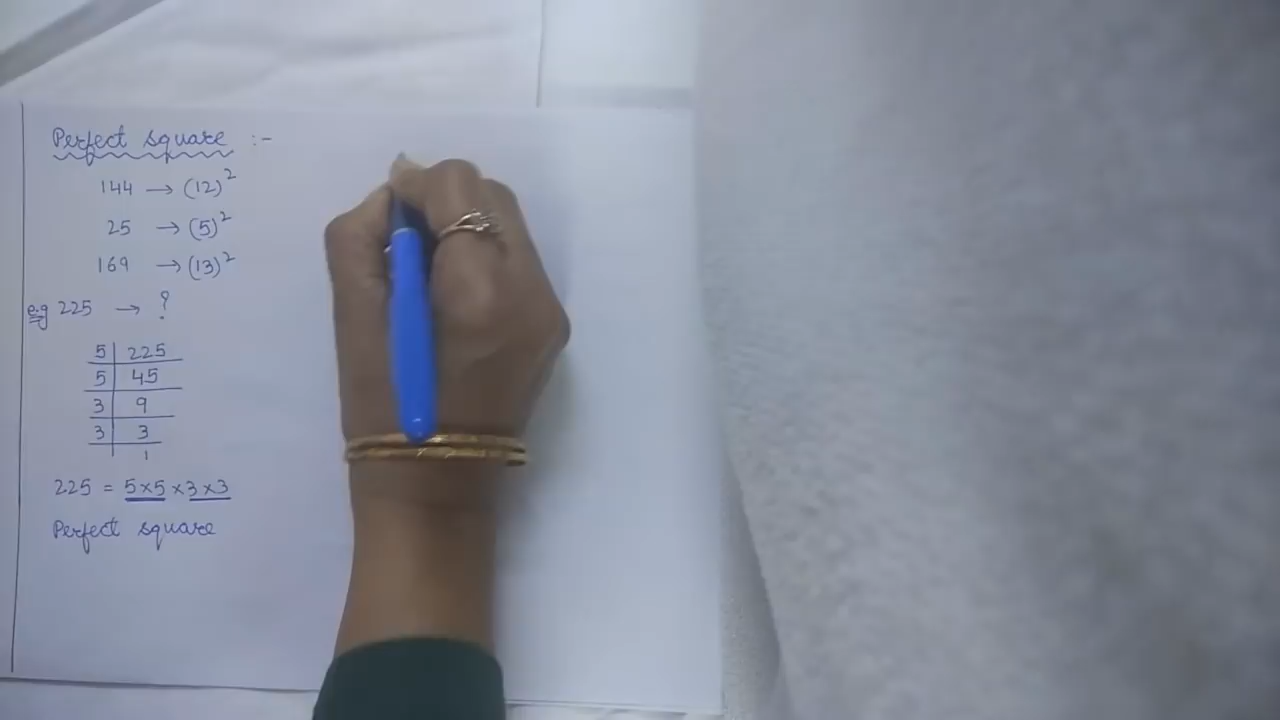 Perfect square :-
144 → (12)²
25 → (5)²
169 → (13)²
e.g 225 → ?
5 | 225
5 | 45
3 | 9
3 | 3
1
225 = 5×5 × 3×3
Perfect square